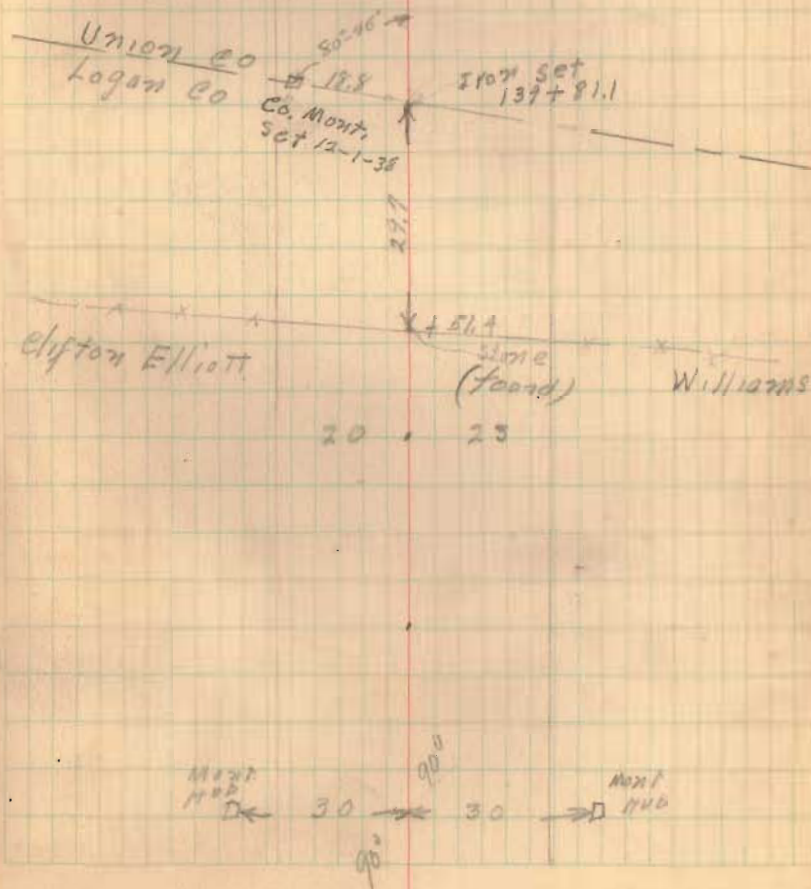 Union Co
Logan Co
80°-46'
18.8
Co. Mont.
Set 12-1-38
Iron Set
139 + 81.1
29.7
+ 51.4
Stone
(Found)
Clifton Elliott
Williams
20 23
90°
Mont
Hub
30 30
Mont
Hub
90°